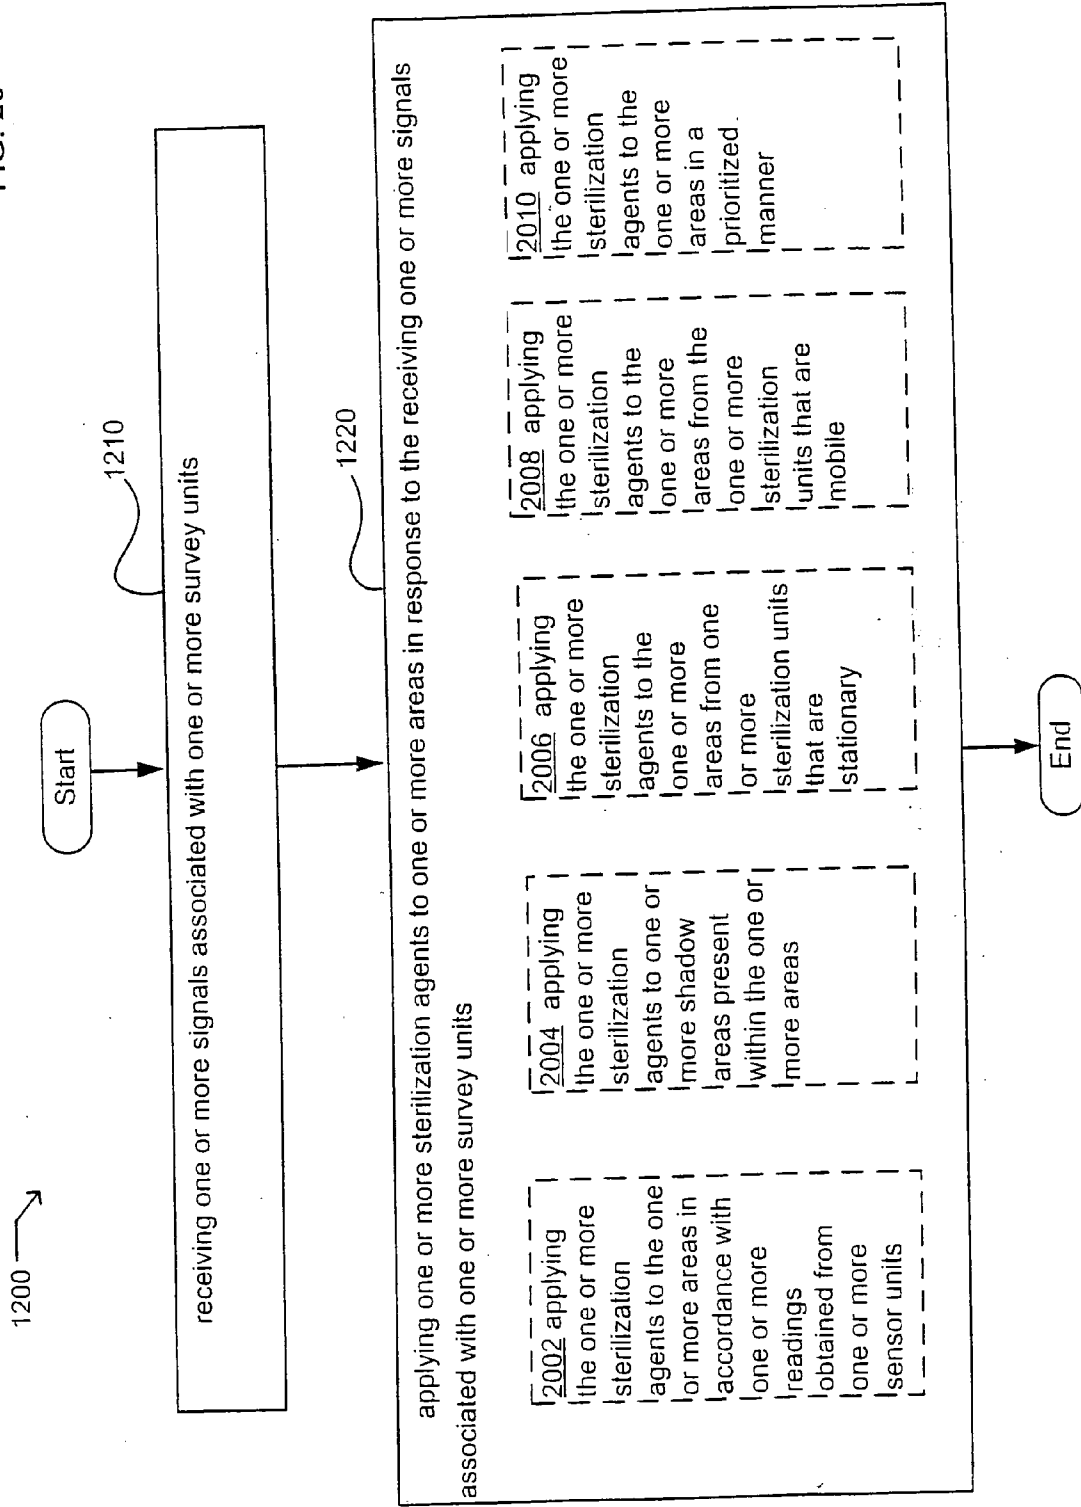 1200
Start
1210
receiving one or more signals associated with one or more survey units
1220
applying one or more sterilization agents to one or more areas in response to the receiving one or more signals
associated with one or more survey units
2002 applying
the one or more
sterilization
agents to the one
or more areas in
accordance with
one or more
readings
obtained from
one or more
sensor units
2004 applying
the one or more
sterilization
agents to one or
more shadow
areas present
within the one or
more areas
2006 applying
the one or more
sterilization
agents to the
one or more
areas from one
or more
sterilization units
that are
stationary
2008 applying
the one or more
sterilization
agents to the
one or more
areas from the
one or more
sterilization
units that are
mobile
2010 applying
the one or more
sterilization
agents to the
one or more
areas in a
prioritized
manner
End